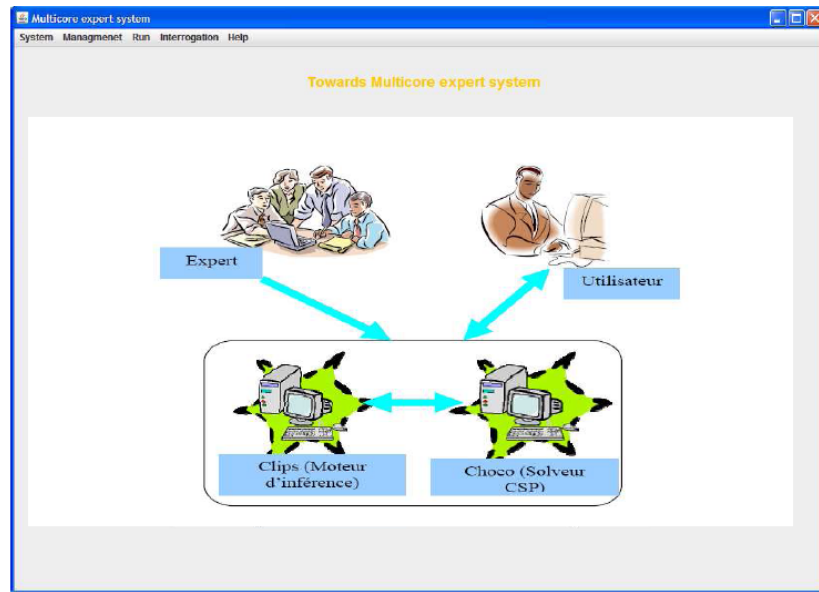 Multicore expert system
System Managmenet Run Interrogation Help
Towards Multicore expert system
Expert
Utilisateur
Clips (Moteur
d'inférence)
Choco (Solveur
CSP)